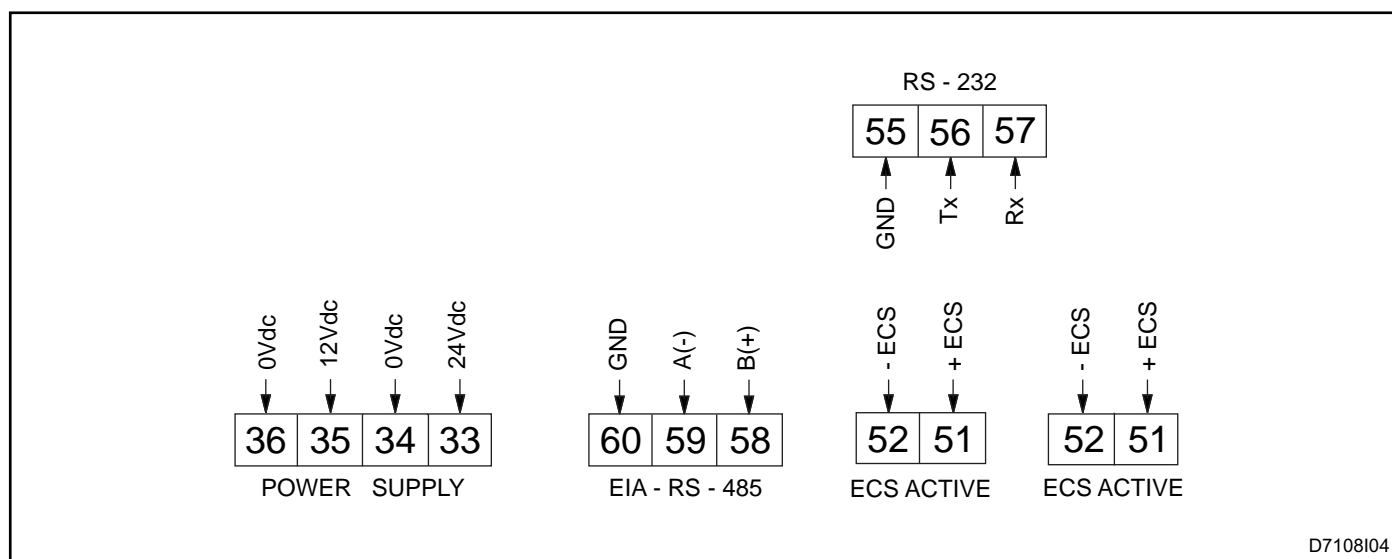 RS - 232
55 56 57
GND Tx Rx
0Vdc 12Vdc 0Vdc 24Vdc
36 35 34 33
POWER SUPPLY
GND A(-) B(+)
60 59 58
EIA - RS - 485
- ECS + ECS
52 51
ECS ACTIVE
- ECS + ECS
52 51
ECS ACTIVE
D7108I04